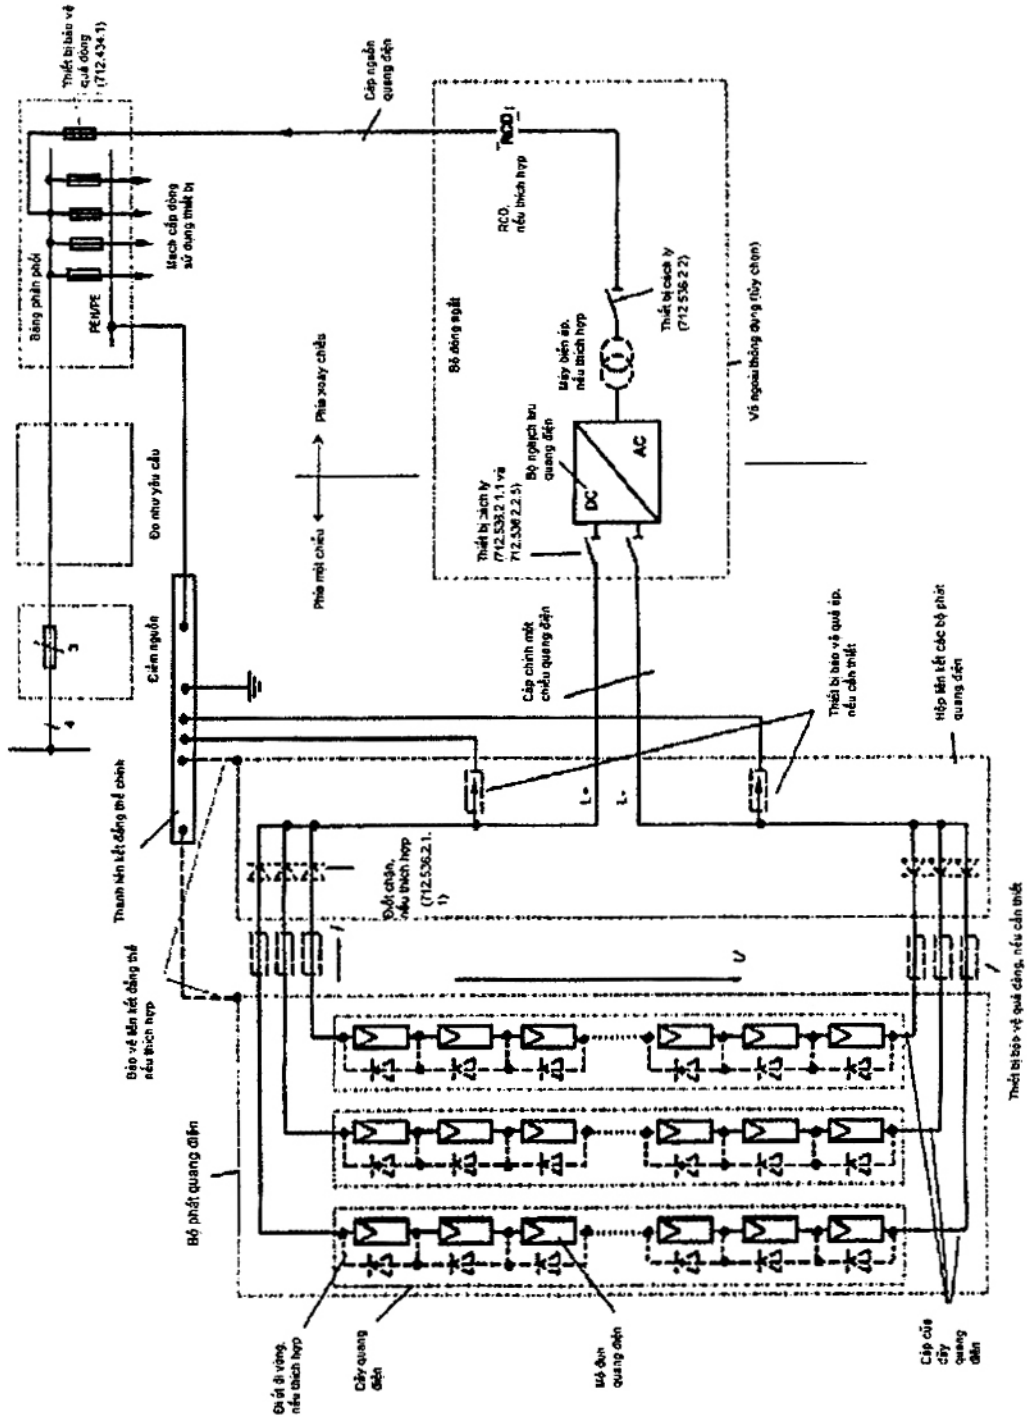 Thiết bị bảo vệ
quá dòng
(712.434.1)
Bảng phân phối
PEN/PE
Mạch cấp dòng
sử dụng thiết bị
Cáp nguồn
quang điện
Đo như yêu cầu
Điểm nguồn
3
4
Thanh liên kết đẳng thế chính
Phía một chiều
Phía xoay chiều
Bộ đóng ngắt
RCD
RCD,
nếu thích hợp
Thiết bị cách ly
(712.536.2.2)
Máy biến áp,
nếu thích hợp
Bộ nghịch lưu
quang điện
DC
AC
Thiết bị cách ly
(712.536.2.1.1 và
712.536.2.2.5)
Vỏ ngoài thông dụng (tùy chọn)
Cáp chính một
chiều quang điện
Thiết bị bảo vệ quá áp,
nếu cần thiết
Hộp liên kết các bộ phát
quang điện
L+
L-
Điốt chặn,
nếu thích hợp
(712.536.2.1.
1)
Bảo vệ liên kết đẳng thế
nếu thích hợp
U
Thiết bị bảo vệ quá dòng, nếu cần thiết
Bộ phát quang điện
Điốt đi vòng,
nếu thích hợp
Dãy quang
điện
Mô đun
quang điện
Cáp của
dãy
quang
điện